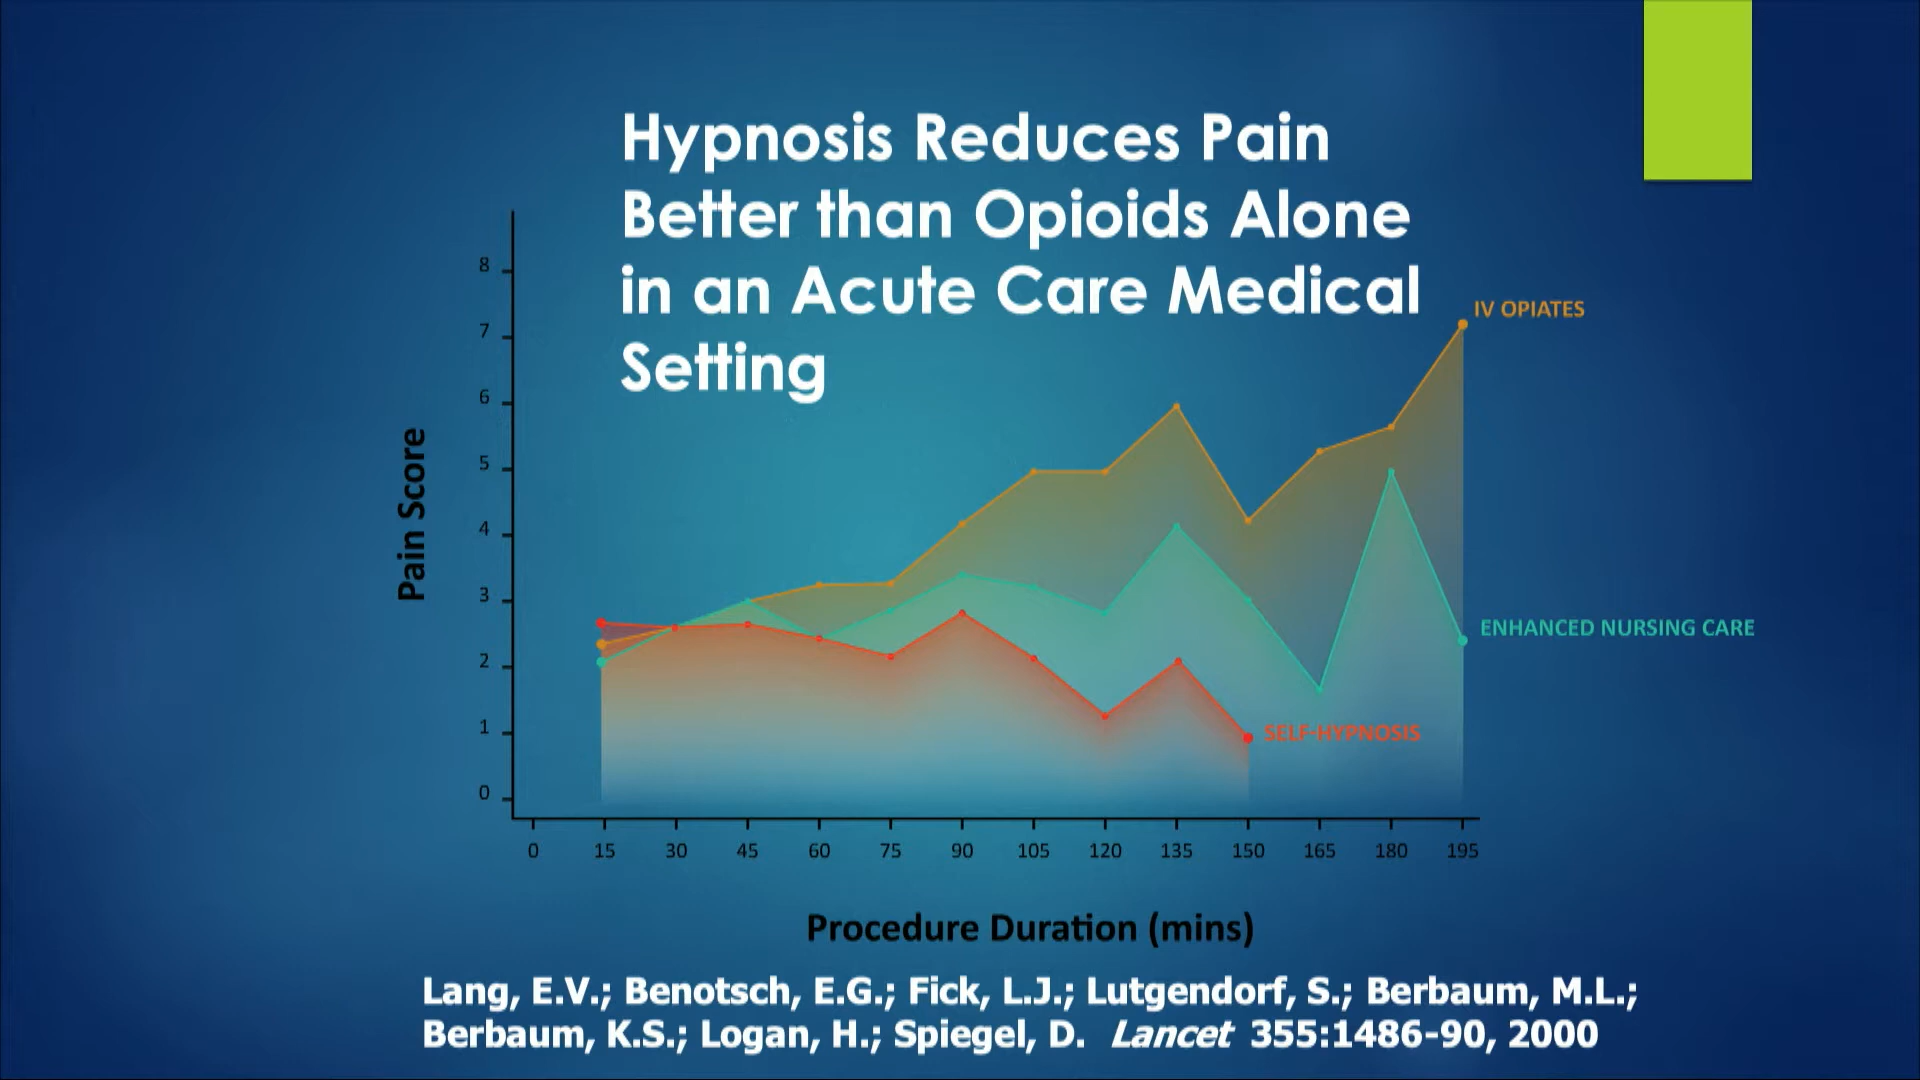 Hypnosis Reduces Pain
Better than Opioids Alone
in an Acute Care Medical
Setting
IV OPIATES
ENHANCED NURSING CARE
SELF-HYPNOSIS
Pain Score
8
7
6
5
4
3
2
1
0
0 15 30 45 60 75 90 105 120 135 150 165 180 195
Procedure Duration (mins)
Lang, E.V.; Benotsch, E.G.; Fick, L.J.; Lutgendorf, S.; Berbaum, M.L.;
Berbaum, K.S.; Logan, H.; Spiegel, D. Lancet 355:1486-90, 2000